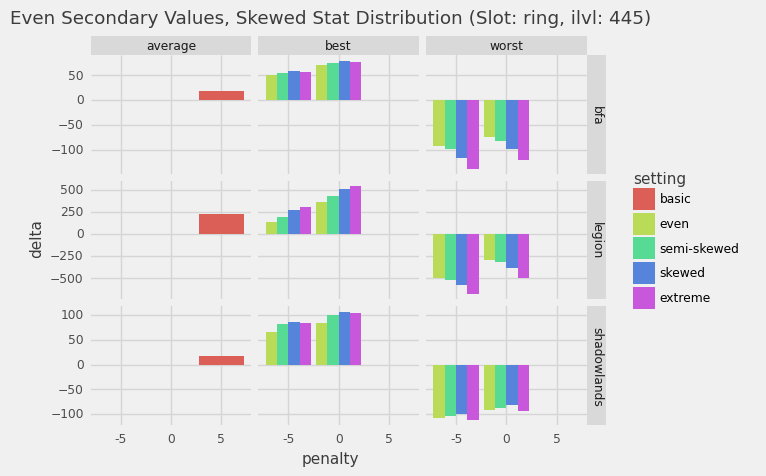 Even Secondary Values, Skewed Stat Distribution (Slot: ring, ilvl: 445)
average best worst
50
0
−50
−100
bfa
500
250
0
−250
−500
legion
100
50
0
−50
−100
shadowlands
-5 0 5 -5 0 5 -5 0 5
penalty
delta
setting
basic
even
semi-skewed
skewed
extreme